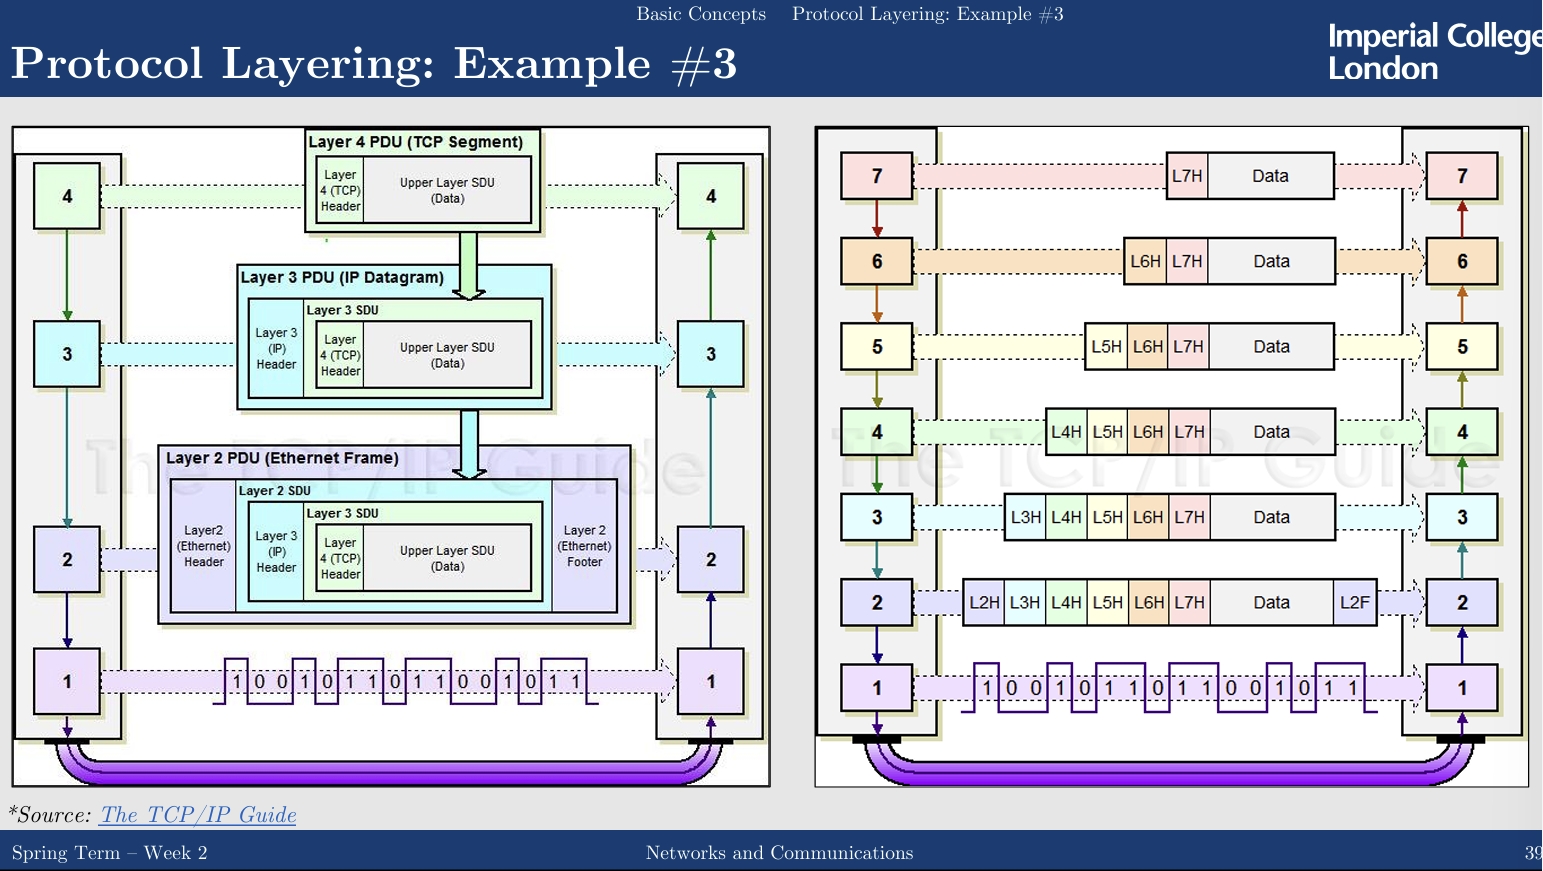 Basic Concepts Protocol Layering: Example #3
Protocol Layering: Example #3
Imperial College
London
Layer 4 PDU (TCP Segment)
Layer
4 (TCP)
Header
Upper Layer SDU
(Data)
4
4
Layer 3 PDU (IP Datagram)
Layer 3 SDU
Layer 3
(IP)
Header
Layer
4 (TCP)
Header
Upper Layer SDU
(Data)
3
3
Layer 2 PDU (Ethernet Frame)
Layer 2 SDU
Layer 3 SDU
Layer2
(Ethernet)
Header
Layer 3
(IP)
Header
Layer
4 (TCP)
Header
Upper Layer SDU
(Data)
Layer 2
(Ethernet)
Footer
2
2
1 1 0 0 1 0 1 1 0 1 1 0 0 1 0 1 1 1
The TCP/IP Guide
7 L7H Data 7
6 L6H L7H Data 6
5 L5H L6H L7H Data 5
4 L4H L5H L6H L7H Data 4
3 L3H L4H L5H L6H L7H Data 3
2 L2H L3H L4H L5H L6H L7H Data L2F 2
1 1 0 0 1 0 1 1 0 1 1 0 0 1 0 1 1 1
The TCP/IP Guide
*Source: The TCP/IP Guide
Spring Term – Week 2
Networks and Communications
39